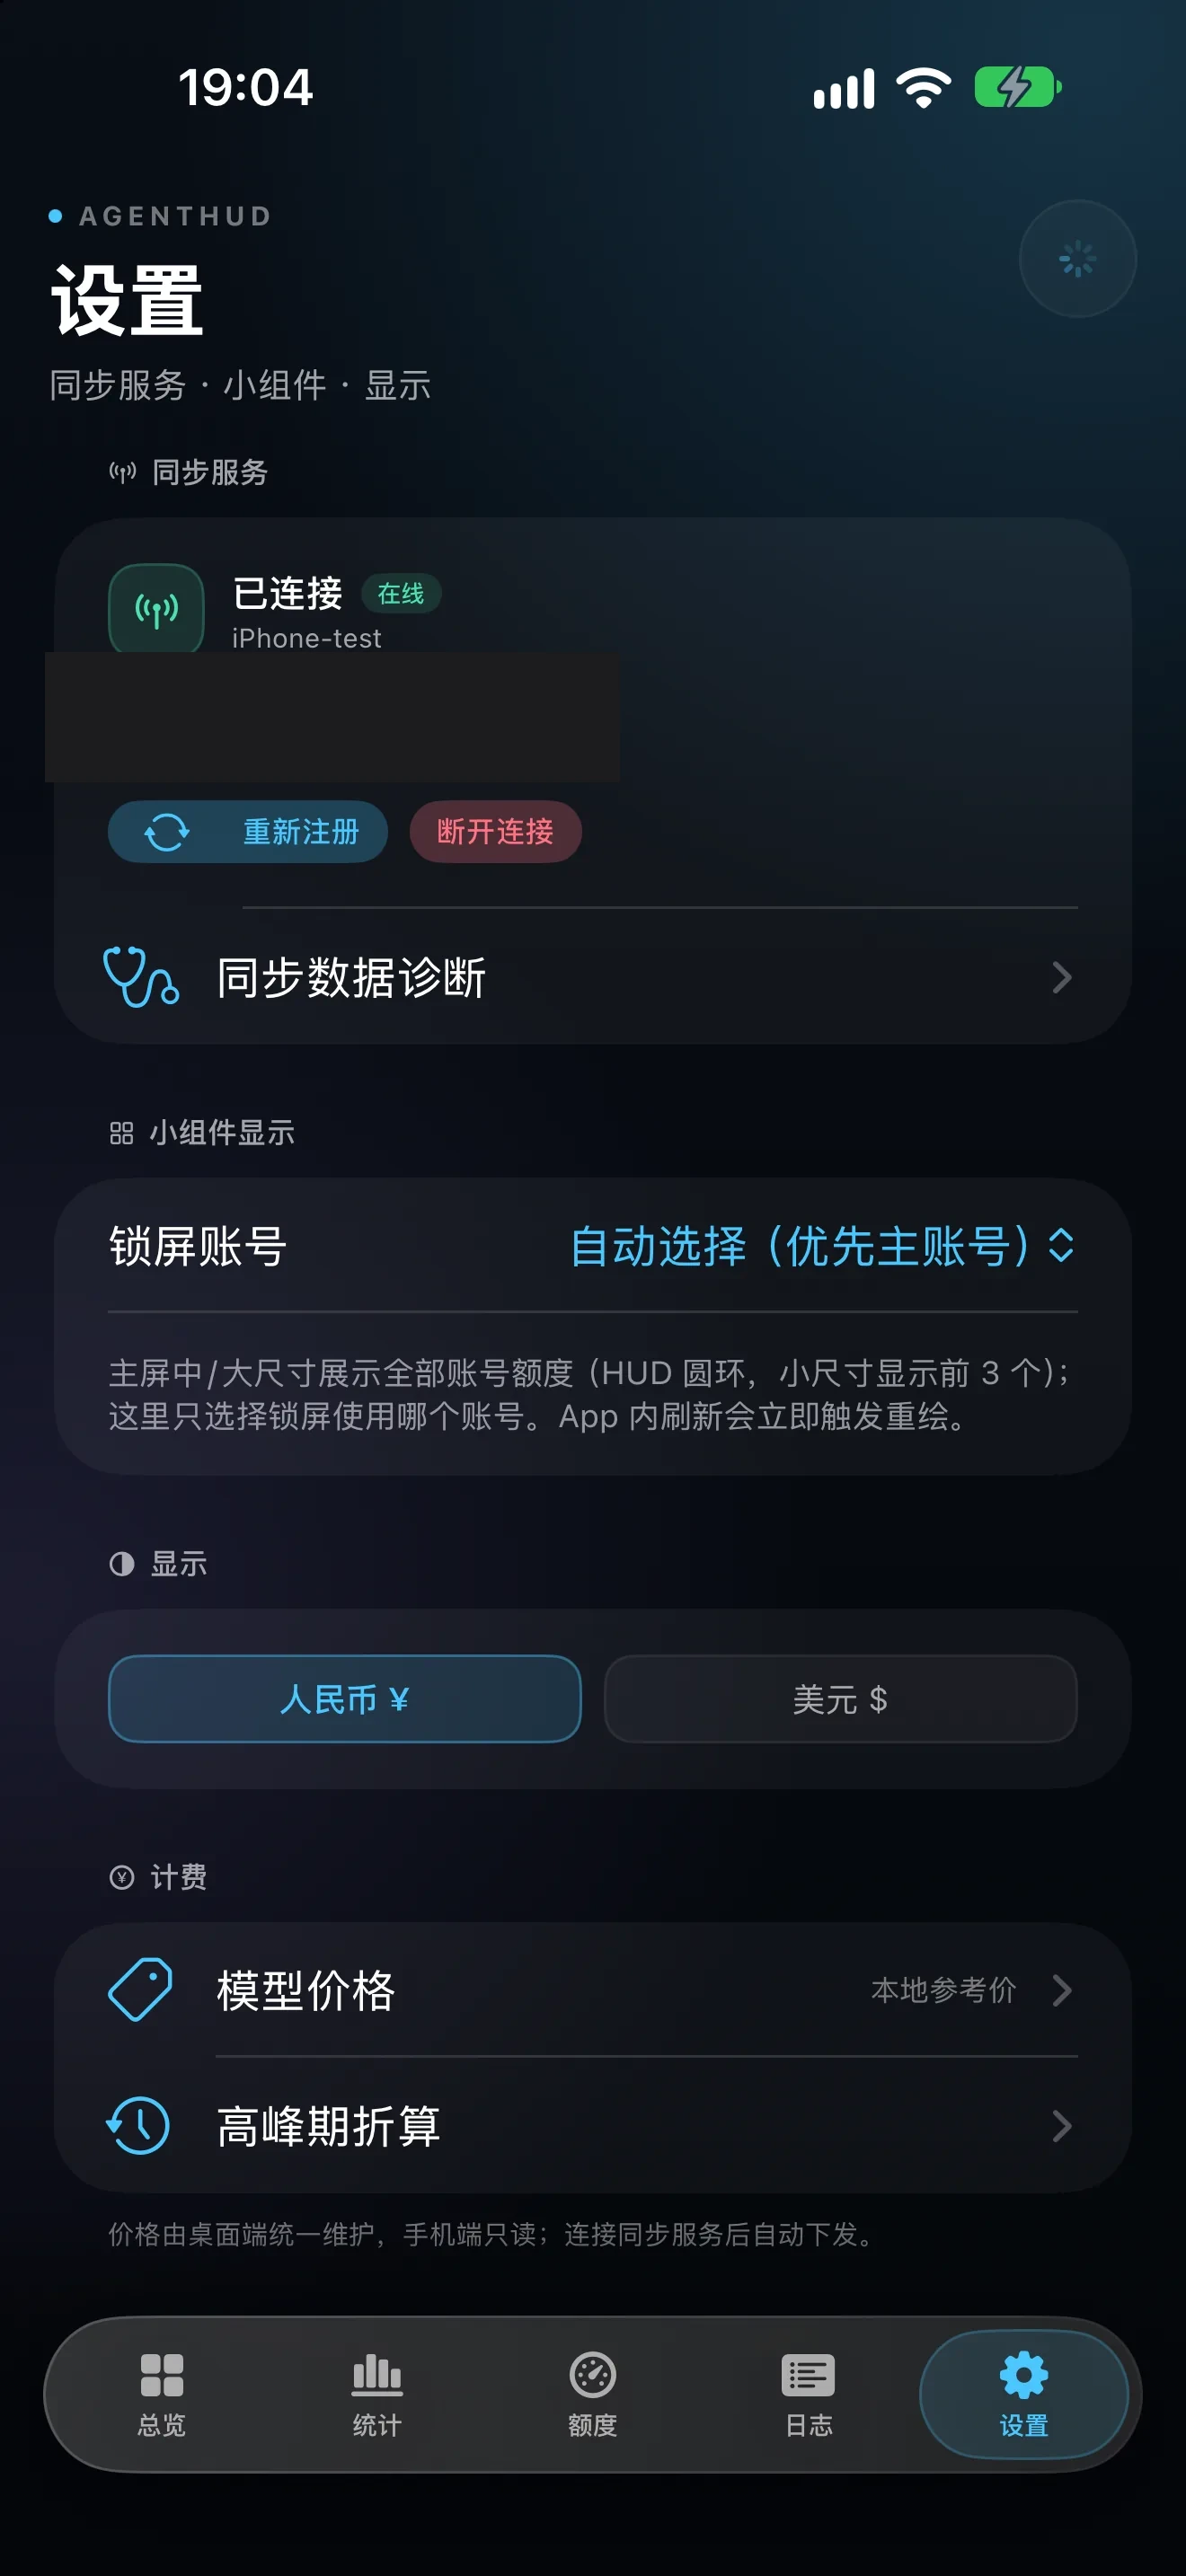 19:04
AGENTHUD
设置
同步服务 · 小组件 · 显示
同步服务
已连接 在线
iPhone-test
重新注册 断开连接
同步数据诊断
小组件显示
锁屏账号 自动选择（优先主账号）
主屏中/大尺寸展示全部账号额度（HUD 圆环，小尺寸显示前 3 个）；
这里只选择锁屏使用哪个账号。App 内刷新会立即触发重绘。
显示
人民币 ¥ 美元 $
计费
模型价格 本地参考价
高峰期折算
价格由桌面端统一维护，手机端只读；连接同步服务后自动下发。
总览 统计 额度 日志 设置